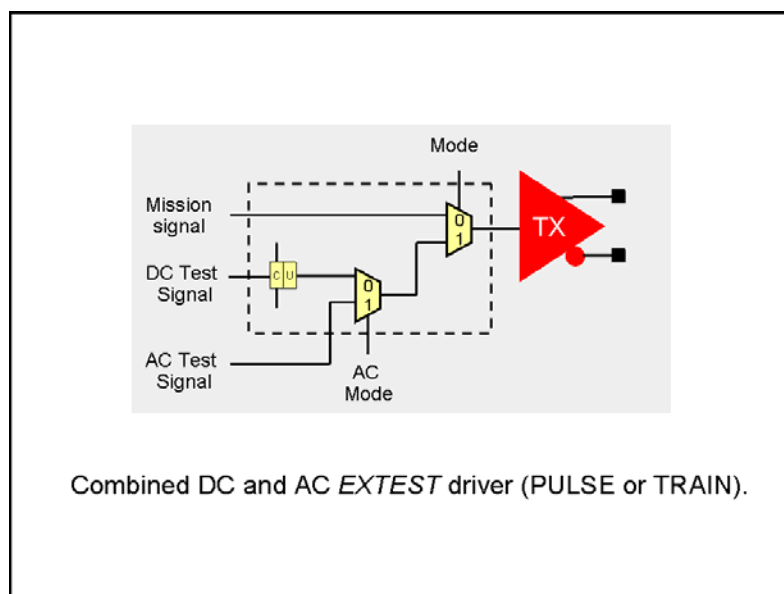 Mode
Mission
signal
0
1
TX
DC Test
Signal
C U
0
1
AC Test
Signal
AC
Mode
Combined DC and AC EXTEST driver (PULSE or TRAIN).